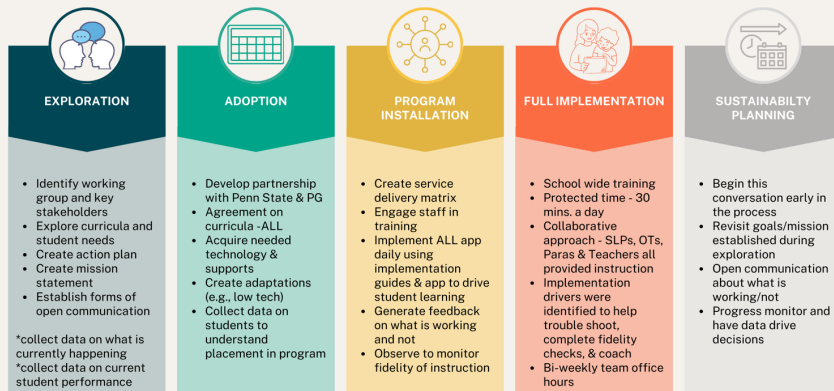 EXPLORATION
• Identify working
group and key
stakeholders
• Explore curricula and
student needs
• Create action plan
• Create mission
statement
• Establish forms of
open communication
*collect data on what is
currently happening
*collect data on current
student performance
ADOPTION
• Develop partnership
with Penn State & PG
• Agreement on
curricula -ALL
• Acquire needed
technology &
supports
• Create adaptations
(e.g., low tech)
• Collect data on
students to
understand
placement in program
PROGRAM
INSTALLATION
• Create service
delivery matrix
• Engage staff in
training
• Implement ALL app
daily using
implementation
guides & app to drive
student learning
• Generate feedback
on what is working
and not
• Observe to monitor
fidelity of instruction
FULL IMPLEMENTATION
• School wide training
• Protected time - 30
mins. a day
• Collaborative
approach - SLPs, OTs,
Paras & Teachers all
provided instruction
• Implementation
drivers were
identified to help
trouble shoot,
complete fidelity
checks, & coach
• Bi-weekly team office
hours
SUSTAINABILTY
PLANNING
• Begin this
conversation early in
the process
• Revisit goals/mission
established during
exploration
• Open communication
about what is
working/not
• Progress monitor and
have data drive
decisions